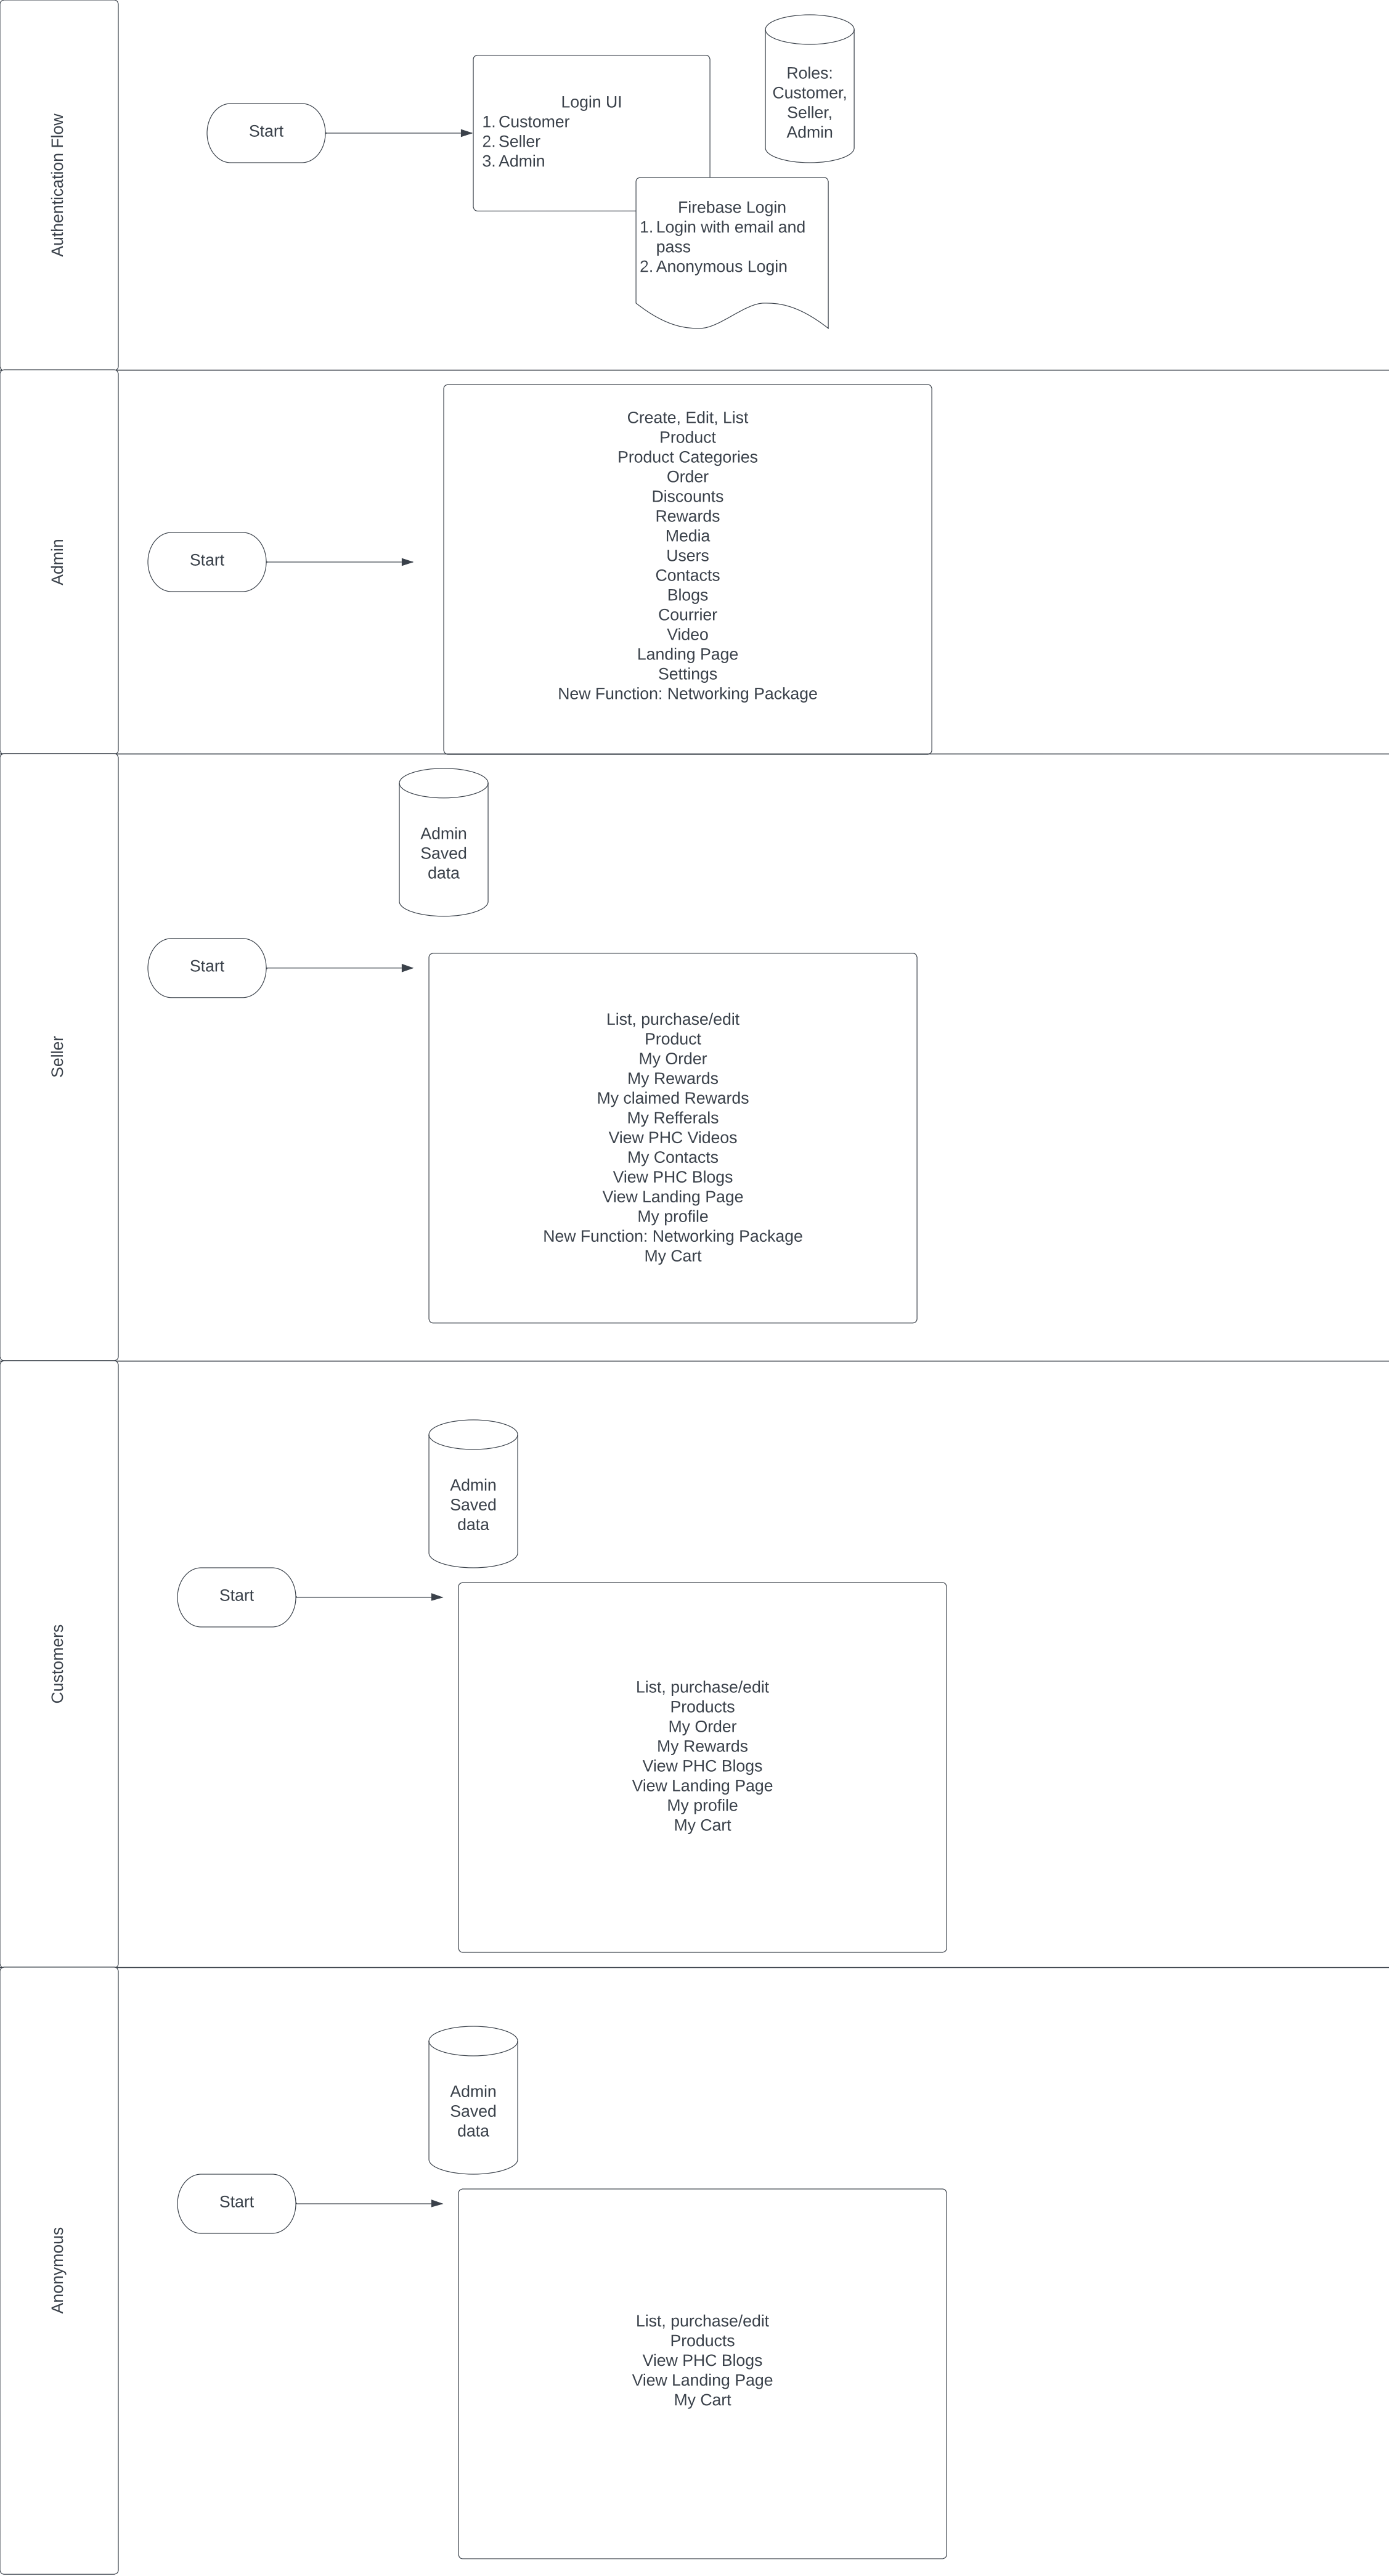 Authentication Flow
Start
Login UI
1. Customer
2. Seller
3. Admin
Roles:
Customer,
Seller,
Admin
Firebase Login
1. Login with email and
pass
2. Anonymous Login
Admin
Start
Create, Edit, List
Product
Product Categories
Order
Discounts
Rewards
Media
Users
Contacts
Blogs
Courrier
Video
Landing Page
Settings
New Function: Networking Package
Seller
Admin
Saved
data
Start
List, purchase/edit
Product
My Order
My Rewards
My claimed Rewards
My Refferals
View PHC Videos
My Contacts
View PHC Blogs
View Landing Page
My profile
New Function: Networking Package
My Cart
Customers
Admin
Saved
data
Start
List, purchase/edit
Products
My Order
My Rewards
View PHC Blogs
View Landing Page
My profile
My Cart
Anonymous
Admin
Saved
data
Start
List, purchase/edit
Products
View PHC Blogs
View Landing Page
My Cart